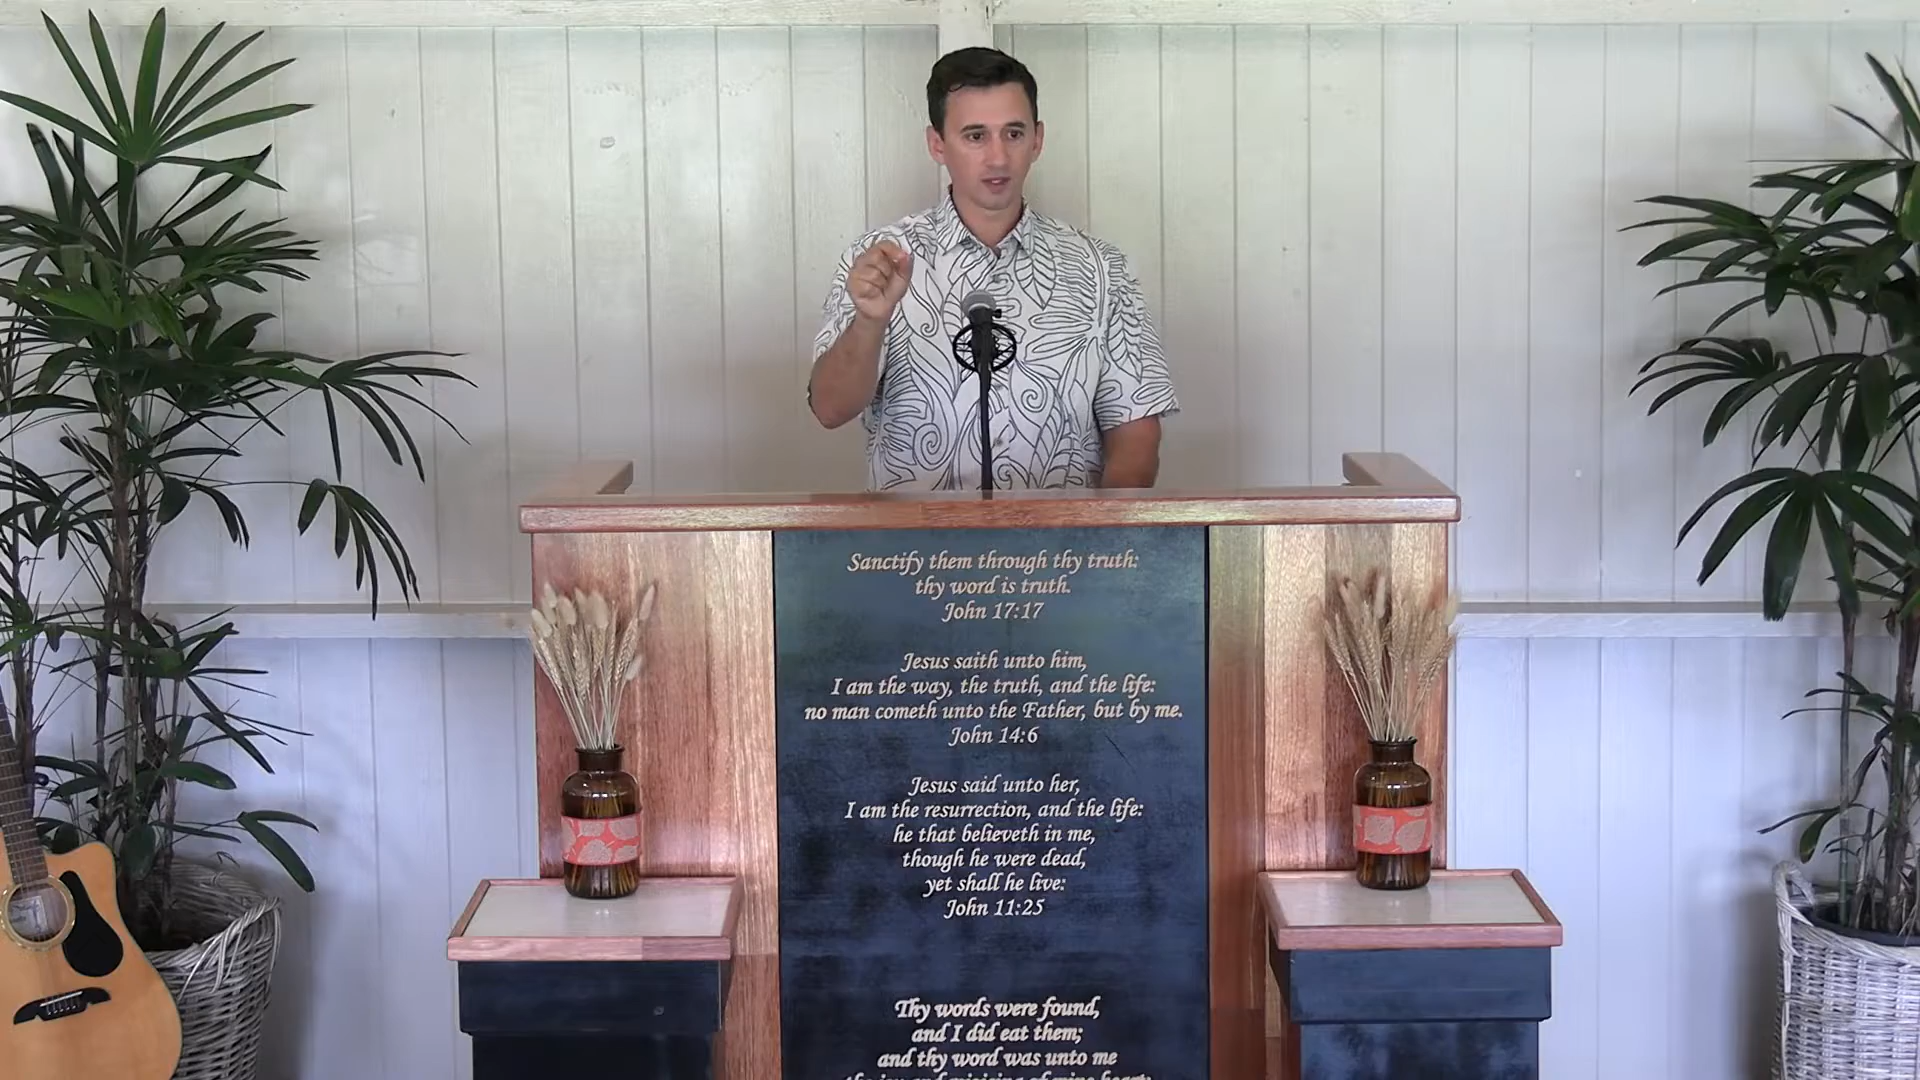 Sanctify them through thy truth:
thy word is truth.
John 17:17
Jesus saith unto him,
I am the way, the truth, and the life:
no man cometh unto the Father, but by me.
John 14:6
Jesus said unto her,
I am the resurrection, and the life:
he that believeth in me,
though he were dead,
yet shall he live:
John 11:25
Thy words were found,
and I did eat them;
and thy word was unto me